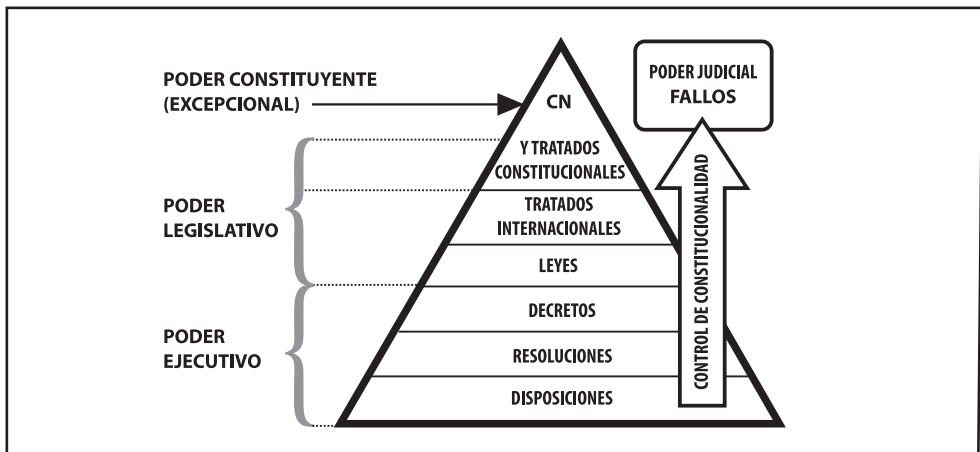 PODER CONSTITUYENTE
(EXCEPCIONAL)
CN
PODER JUDICIAL
FALLOS
Y TRATADOS
CONSTITUCIONALES
PODER
LEGISLATIVO
TRATADOS
INTERNACIONALES
LEYES
PODER
EJECUTIVO
DECRETOS
RESOLUCIONES
DISPOSICIONES
CONTROL DE CONSTITUCIONALIDAD